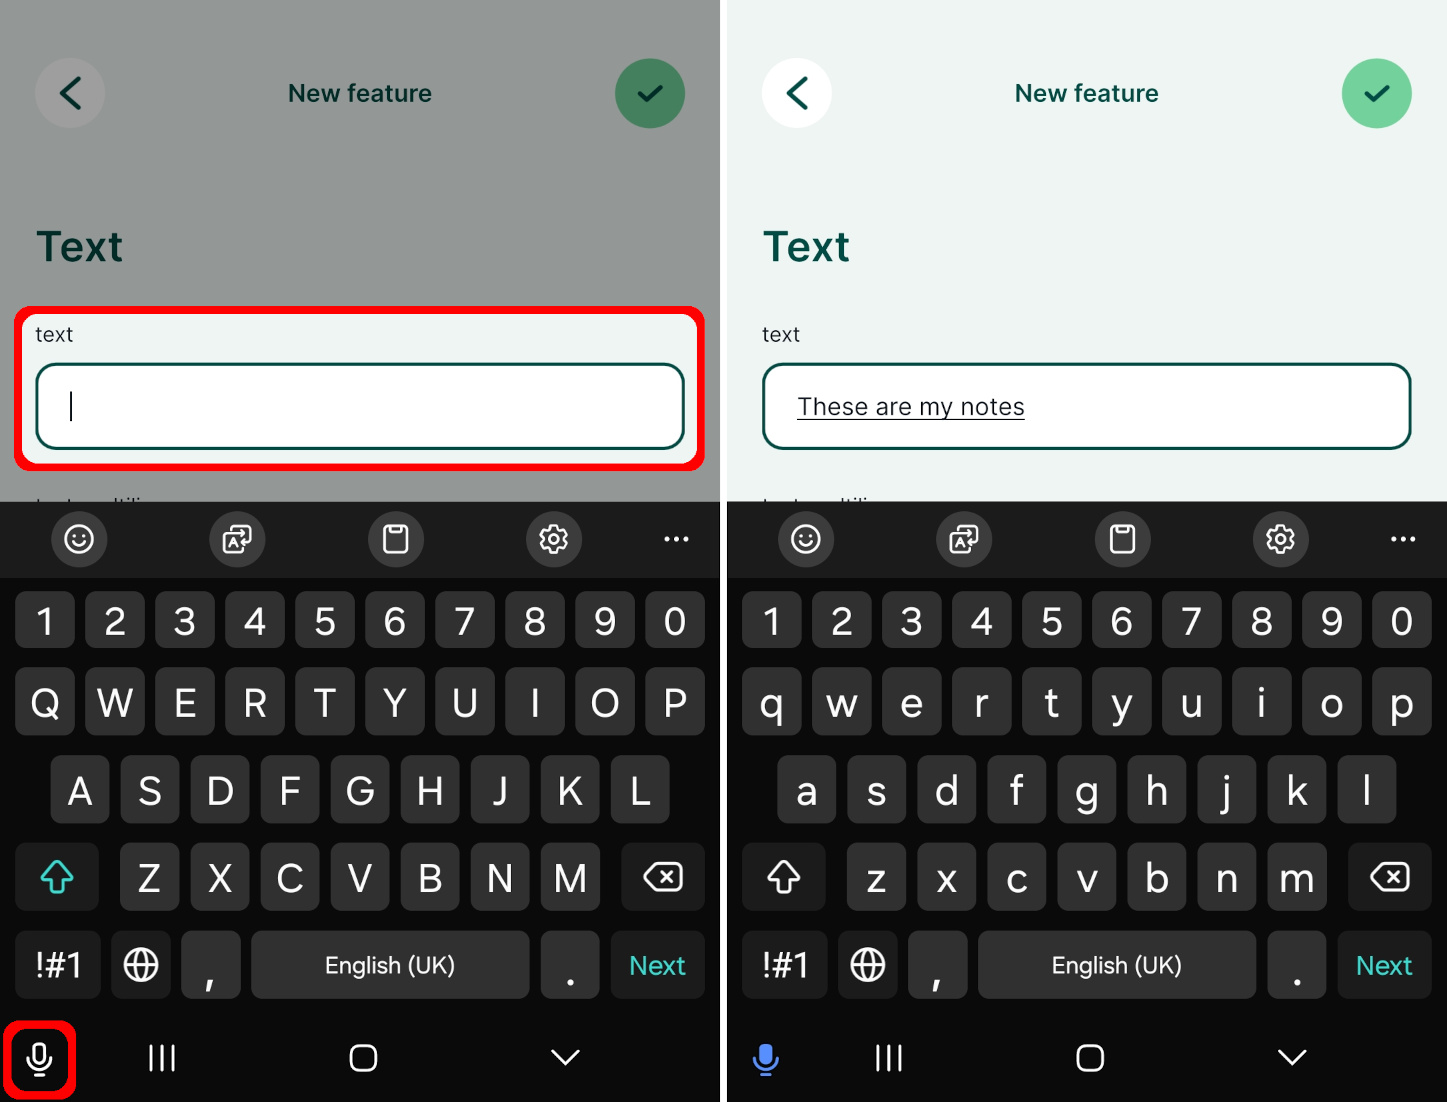 New feature
Text
text
1 2 3 4 5 6 7 8 9 0
Q W E R T Y U I O P
A S D F G H J K L
Z X C V B N M
!#1 , English (UK) . Next
New feature
Text
text
These are my notes
1 2 3 4 5 6 7 8 9 0
q w e r t y u i o p
a s d f g h j k l
z x c v b n m
!#1 , English (UK) . Next